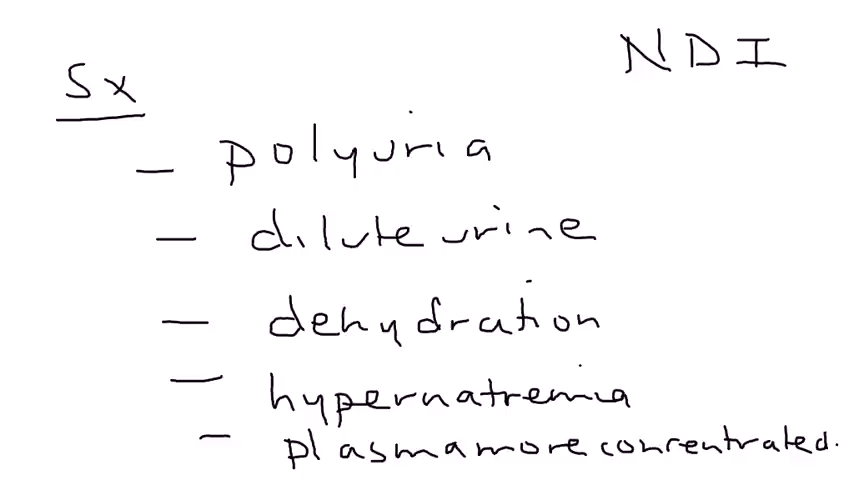 NDI
Sx
- polyuria
- dilute urine
- dehydration
- hypernatremia
- plasma more concentrated.